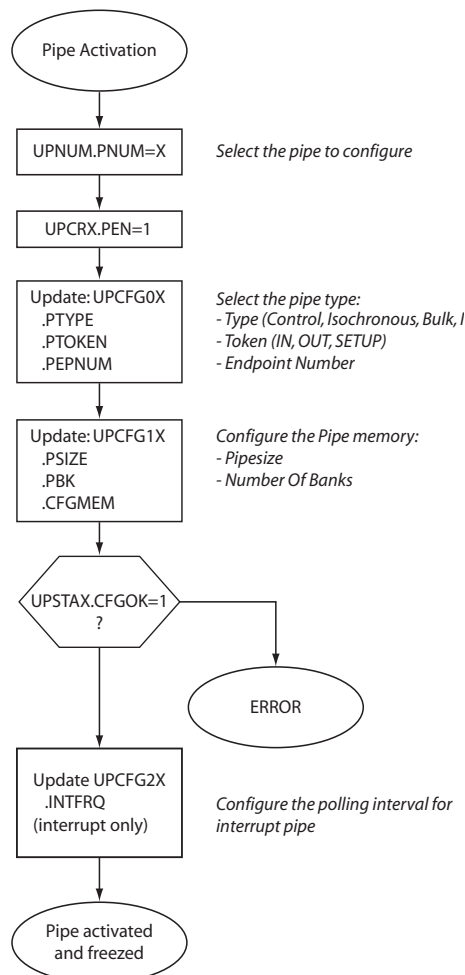 Pipe Activation
UPNUM.PNUM=X
Select the pipe to configure
UPCRX.PEN=1
Update: UPCFG0X
.PTYPE
.PTOKEN
.PEPNUM
Select the pipe type:
- Type (Control, Isochronous, Bulk, I
- Token (IN, OUT, SETUP)
- Endpoint Number
Update: UPCFG1X
.PSIZE
.PBK
.CFGMEM
Configure the Pipe memory:
- Pipesize
- Number Of Banks
UPSTAX.CFGOK=1
?
ERROR
Update UPCFG2X
.INTFRQ
(interrupt only)
Configure the polling interval for
interrupt pipe
Pipe activated
and freezed